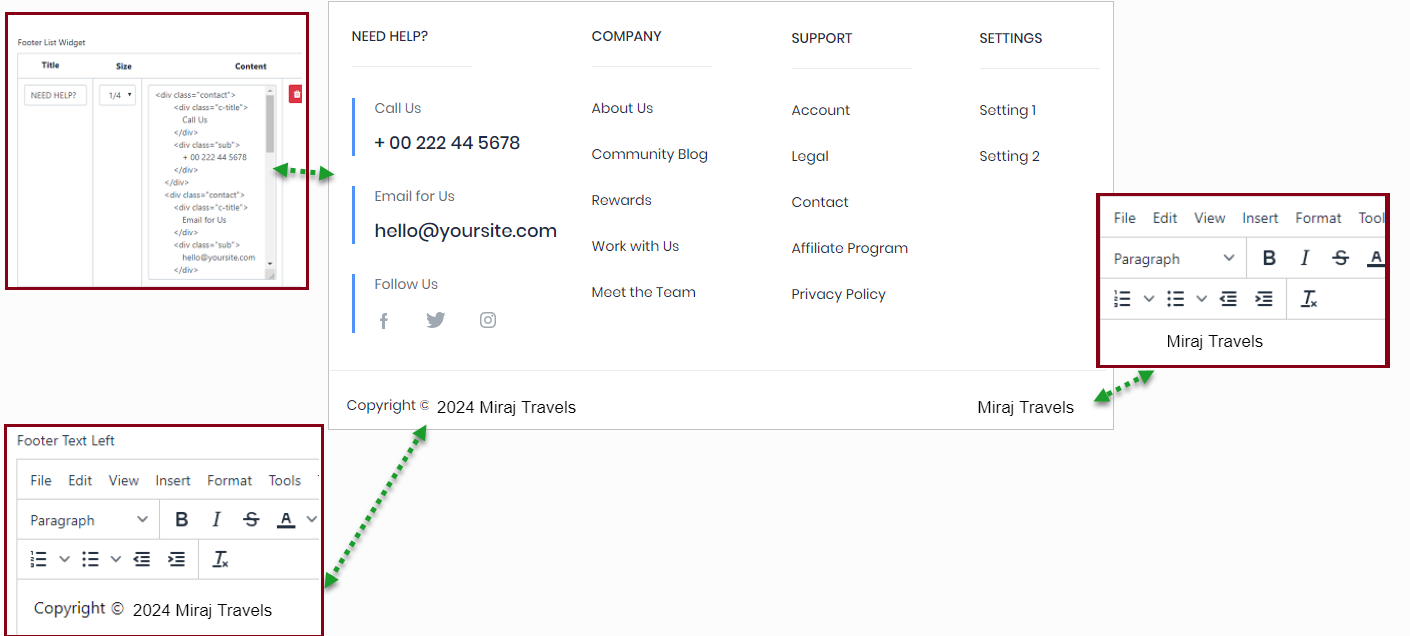 Footer List Widget
Title Size Content
NEED HELP? 1/4 <div class="contact">
<div class="c-title">
Call Us
</div>
<div class="sub">
+ 00 222 44 5678
</div>
</div>
<div class="contact">
<div class="c-title">
Email for Us
</div>
<div class="sub">
hello@yoursite.com
</div>
NEED HELP?
Call Us
+ 00 222 44 5678
Email for Us
hello@yoursite.com
Follow Us
COMPANY
About Us
Community Blog
Rewards
Work with Us
Meet the Team
SUPPORT
Account
Legal
Contact
Affiliate Program
Privacy Policy
SETTINGS
Setting 1
Setting 2
Copyright © 2024 Miraj Travels
Miraj Travels
File Edit View Insert Format Tool
Paragraph B I S A
Miraj Travels
Footer Text Left
File Edit View Insert Format Tools
Paragraph B I S A
Copyright © 2024 Miraj Travels